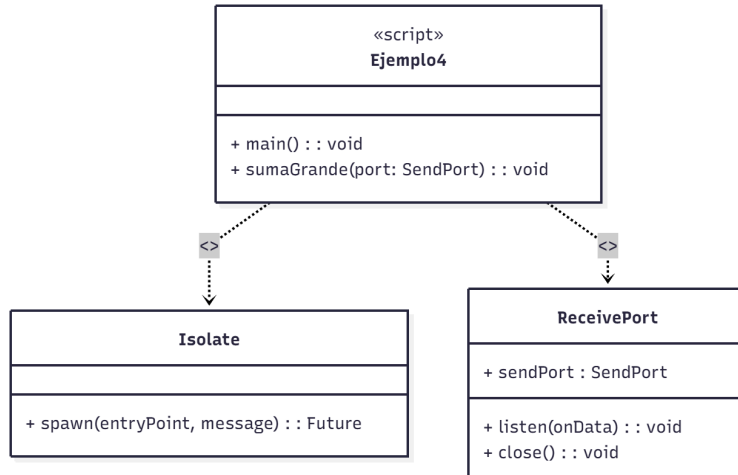 «script»
Ejemplo4
+ main() : : void
+ sumaGrande(port: SendPort) : : void
<>
<>
Isolate
+ spawn(entryPoint, message) : : Future
ReceivePort
+ sendPort : SendPort
+ listen(onData) : : void
+ close() : : void